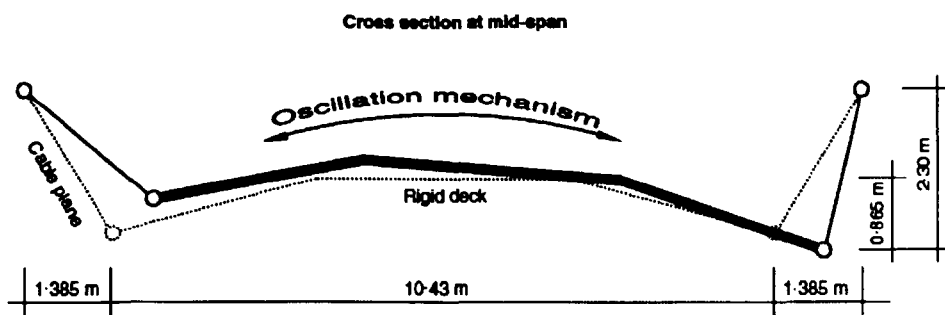 Cross section at mid-span
Oscillation mechanism
Cable plane
Rigid deck
0·865 m
2·30 m
1·385 m
10·43 m
1·385 m